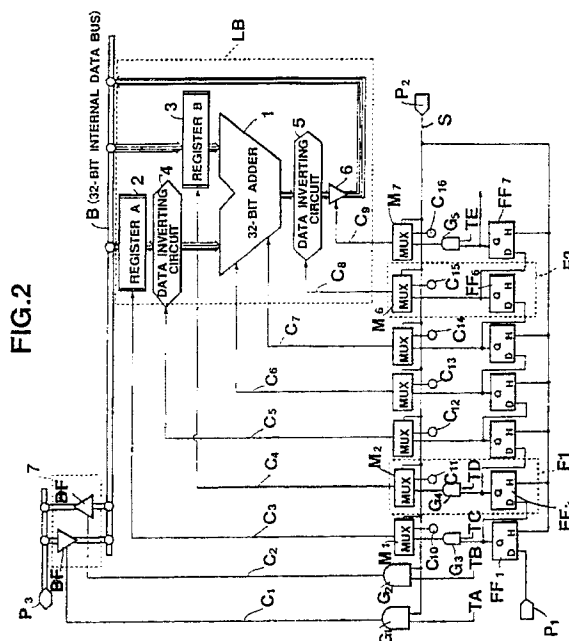 FIG.2
B (32-BIT INTERNAL DATA BUS)
LB
P3
7
BF
BF
REGISTER A
2
DATA INVERTING CIRCUIT
4
3
REGISTER B
32-BIT ADDER
1
DATA INVERTING CIRCUIT
5
6
C1
C2
C3
C4
C5
C6
C7
C8
C9
P2
S
M1
MUX
M2
MUX
MUX
MUX
MUX
M6
MUX
M7
MUX
C10
C11
C12
C13
C14
C15
C16
G1
G2
G3
G4
G5
TA
TB
TC
TD
TE
FF1
Q
D
H
Q
D
H
Q
D
H
Q
D
H
Q
D
H
FF6
Q
D
H
FF7
Q
D
H
P1
F1